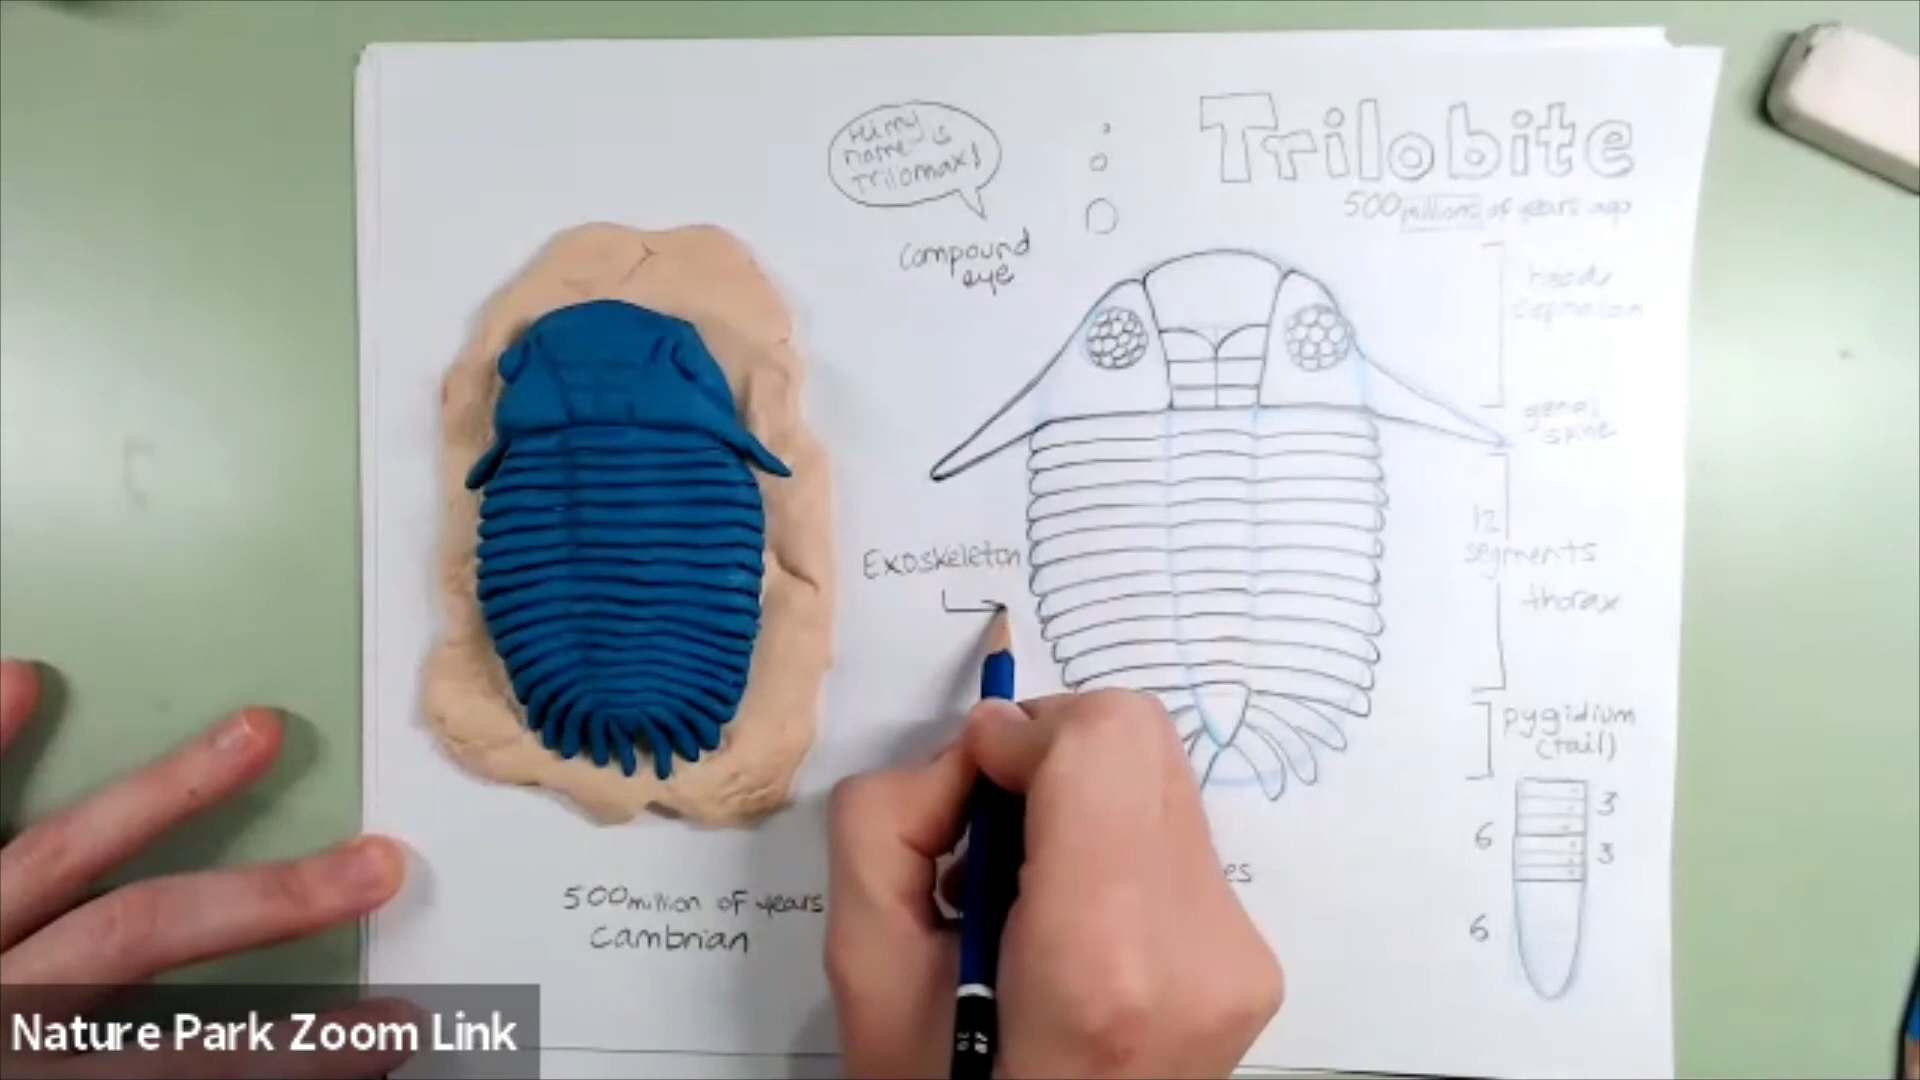 Hi my
name is
Trilomax!
Trilobite
500 millions of years ago
Compound
eye
head
cephalon
genal
spine
Exoskeleton
12
segments
thorax
pygidium
(tail)
3
6
3
6
es
500 million of years
Cambrian
Nature Park Zoom Link